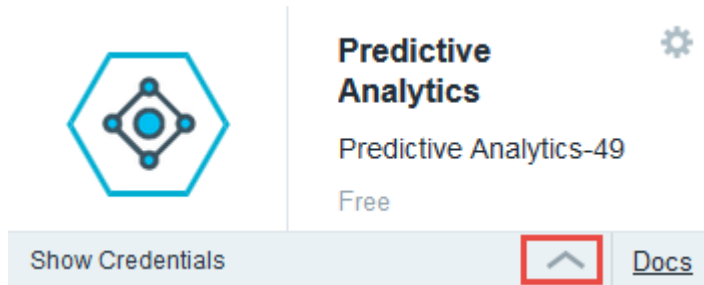 Predictive
Analytics
Predictive Analytics-49
Free
Show Credentials
Docs